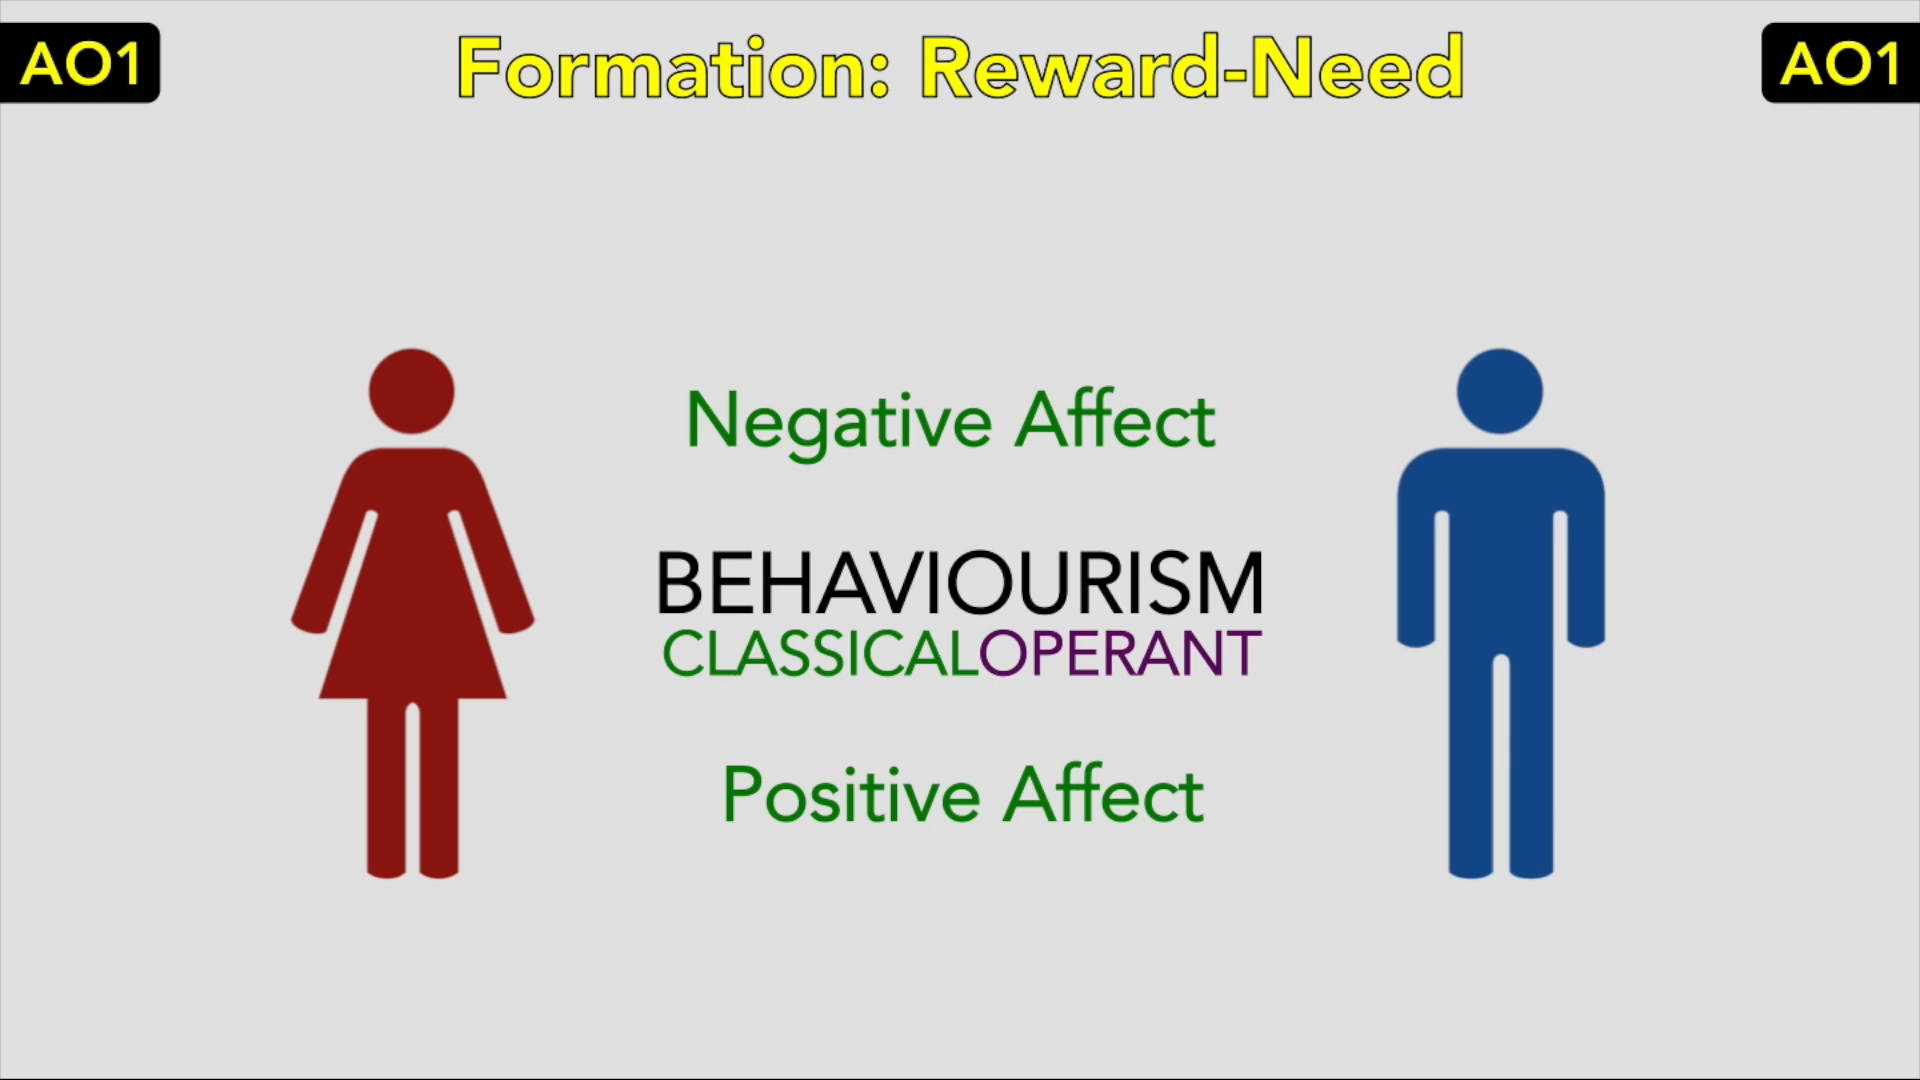 AO1
Formation: Reward-Need
AO1
Negative Affect
BEHAVIOURISM
CLASSICALOPERANT
Positive Affect